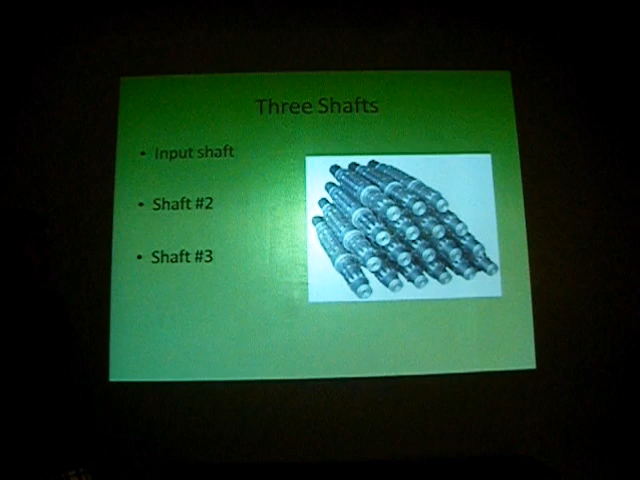 Three Shafts
• Input shaft
• Shaft #2
• Shaft #3